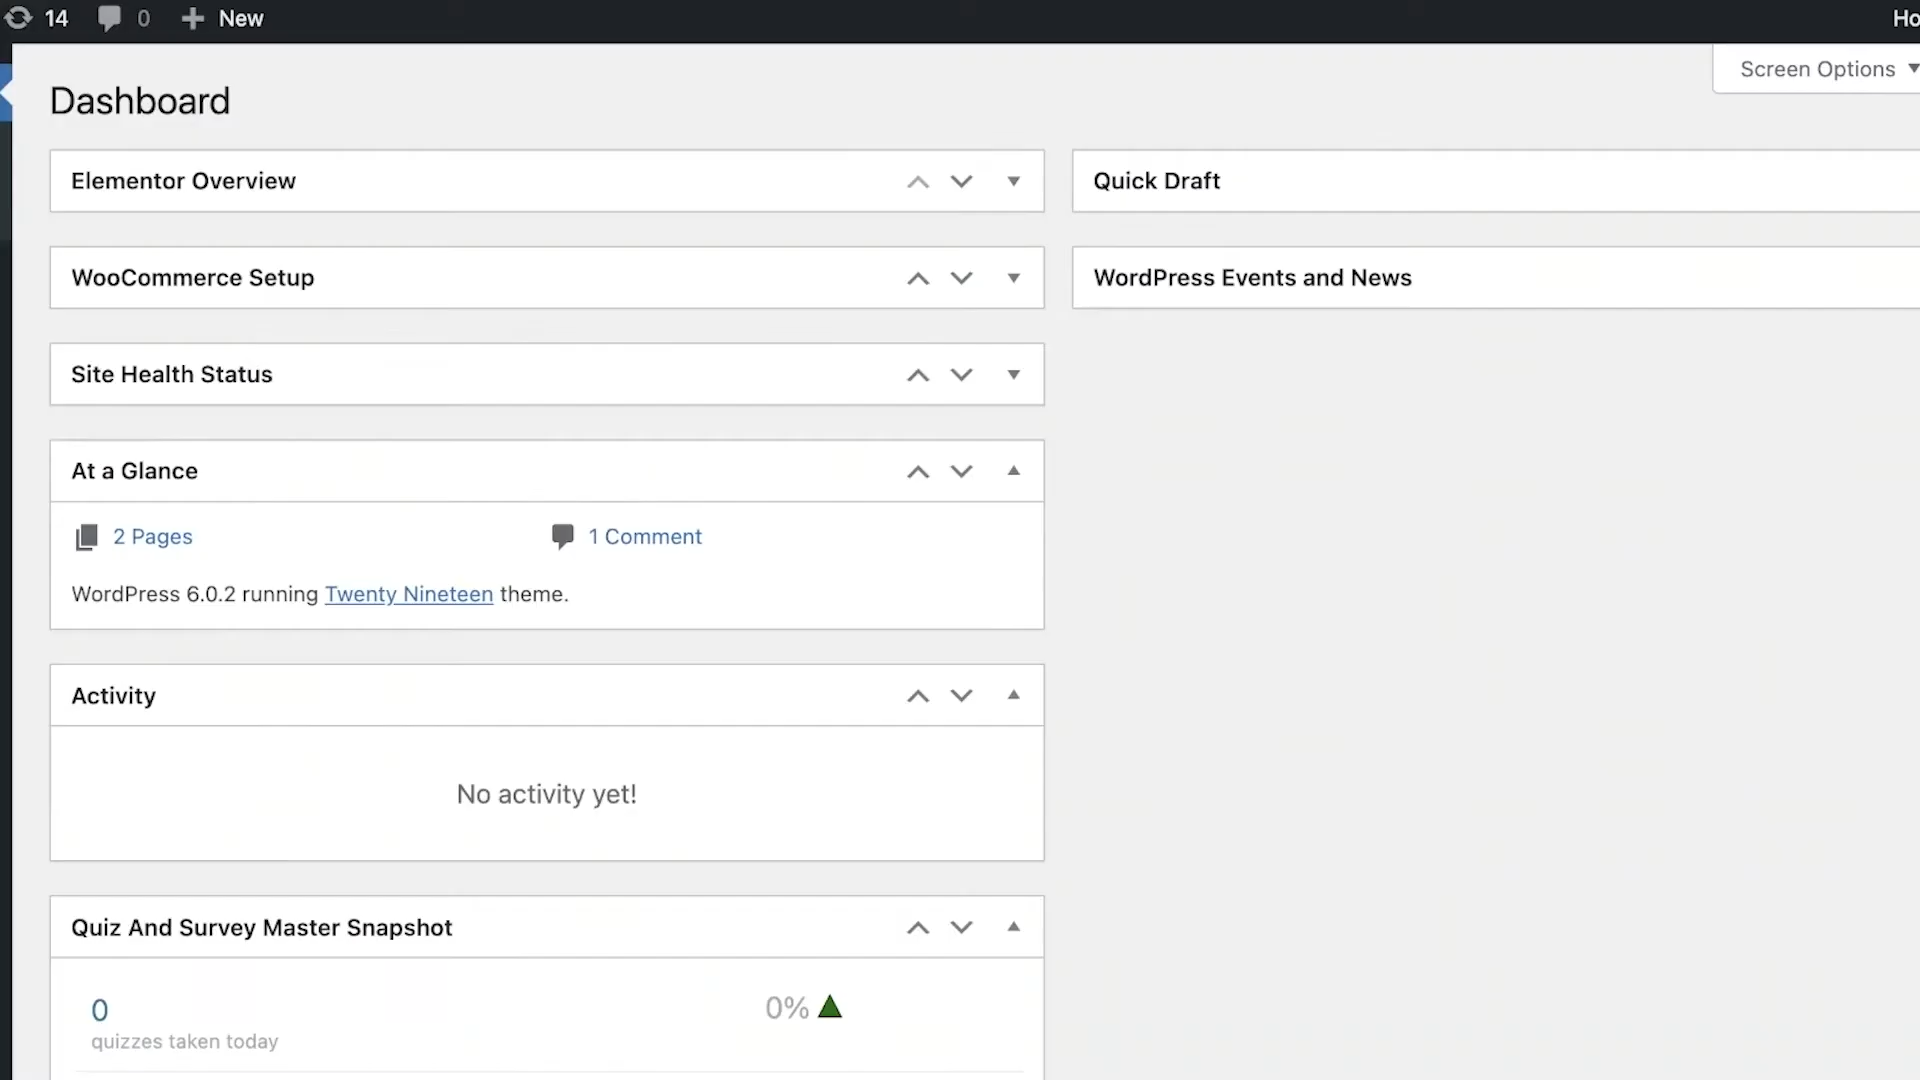 14 0 New Ho
Screen Options
Dashboard
Elementor Overview
Quick Draft
WooCommerce Setup
WordPress Events and News
Site Health Status
At a Glance
2 Pages 1 Comment
WordPress 6.0.2 running Twenty Nineteen theme.
Activity
No activity yet!
Quiz And Survey Master Snapshot
0 0%
quizzes taken today